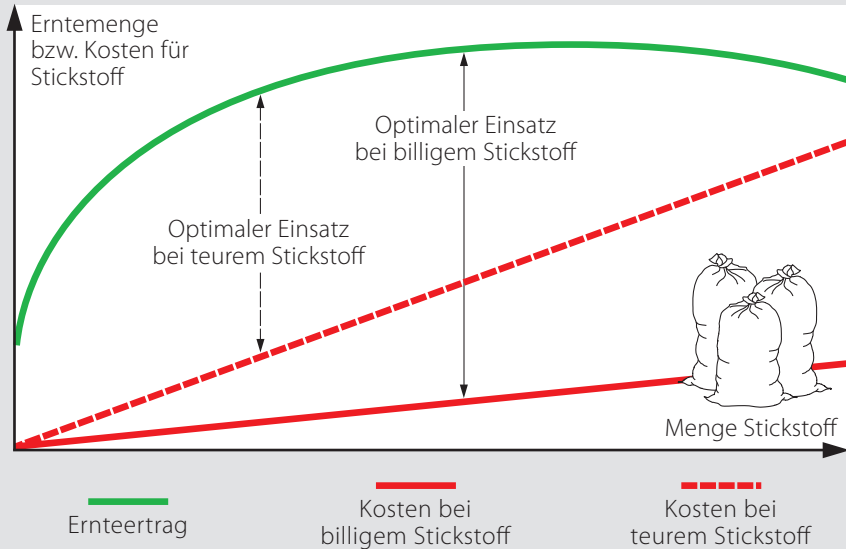 Erntemenge
bzw. Kosten für
Stickstoff
Optimaler Einsatz
bei billigem Stickstoff
Optimaler Einsatz
bei teurem Stickstoff
Menge Stickstoff
Ernteertrag
Kosten bei
billigem Stickstoff
Kosten bei
teurem Stickstoff